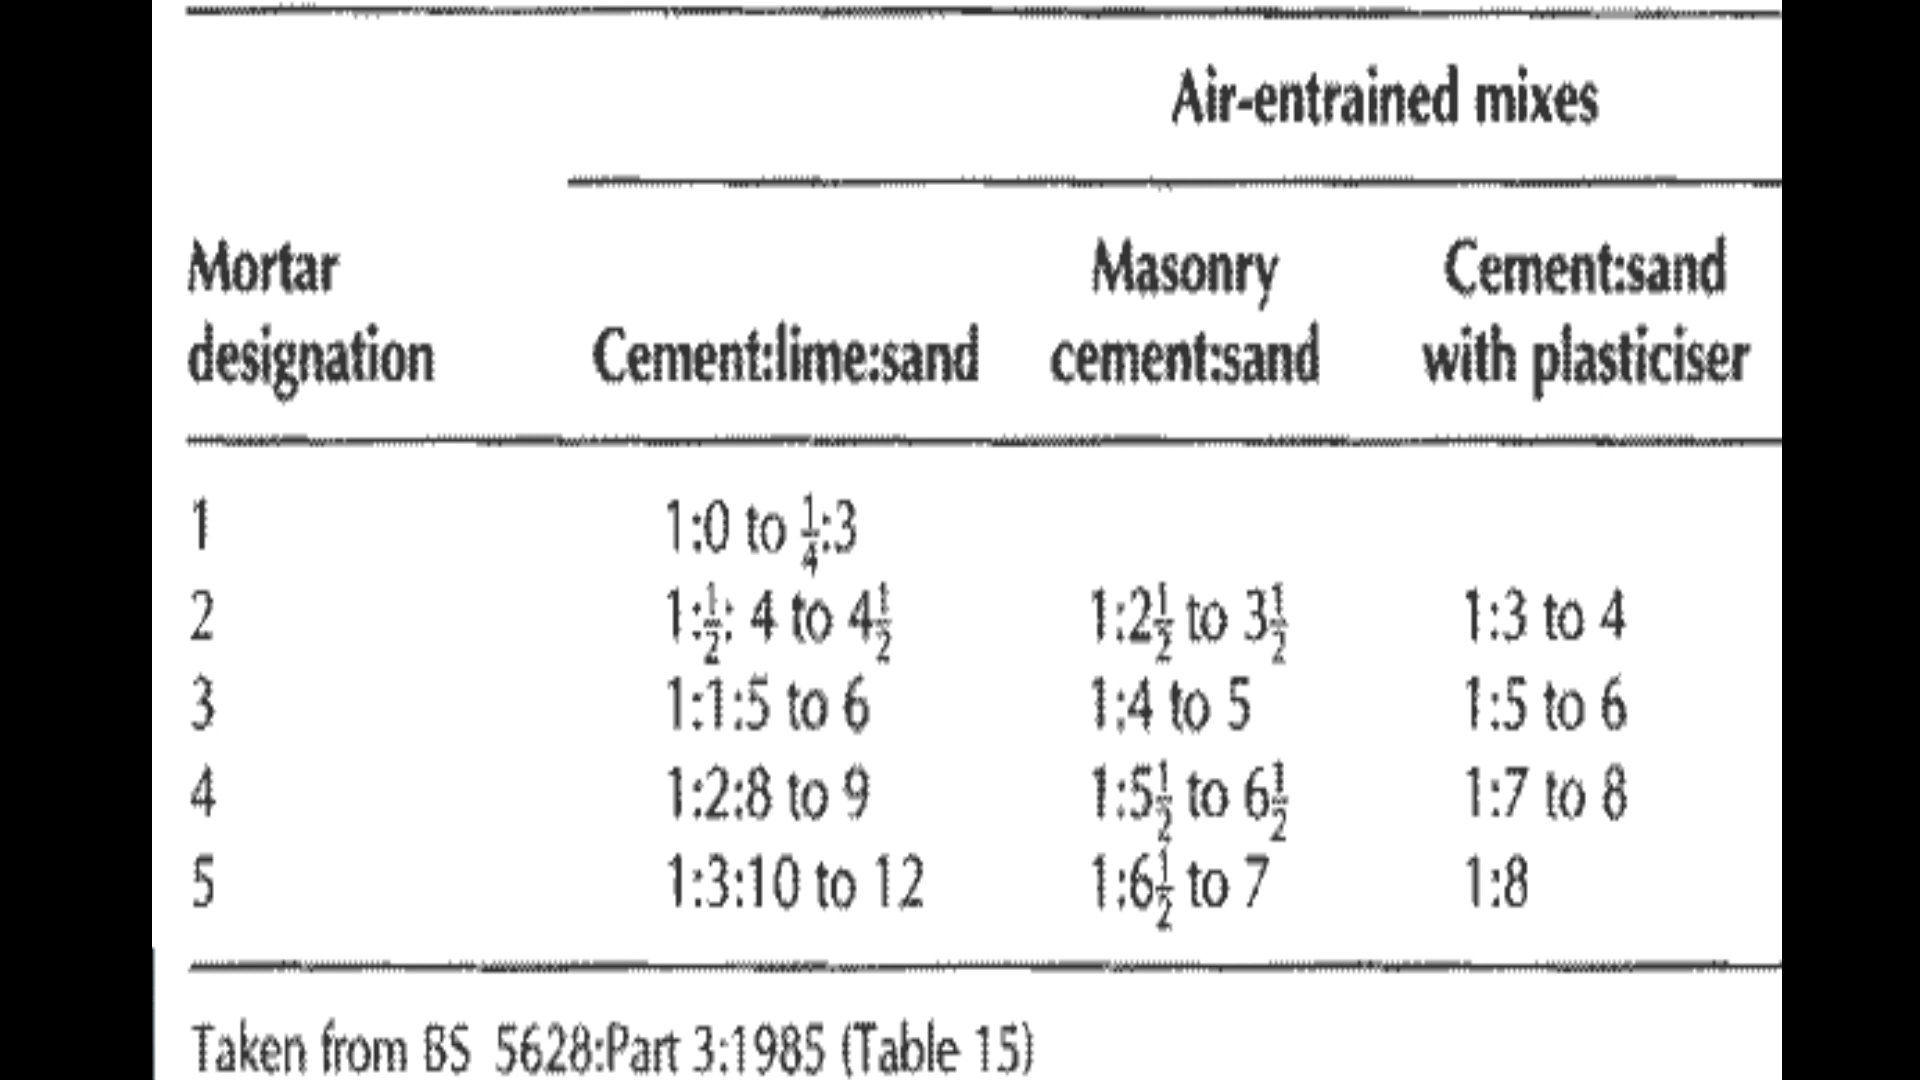 Air-entrained mixes
Mortar Masonry Cement:sand
designation Cement:lime:sand cement:sand with plasticiser
1 1:0 to ¼:3
2 1:½: 4 to 4½ 1:2½ to 3½ 1:3 to 4
3 1:1:5 to 6 1:4 to 5 1:5 to 6
4 1:2:8 to 9 1:5½ to 6½ 1:7 to 8
5 1:3:10 to 12 1:6½ to 7 1:8
Taken from BS 5628:Part 3:1985 (Table 15)